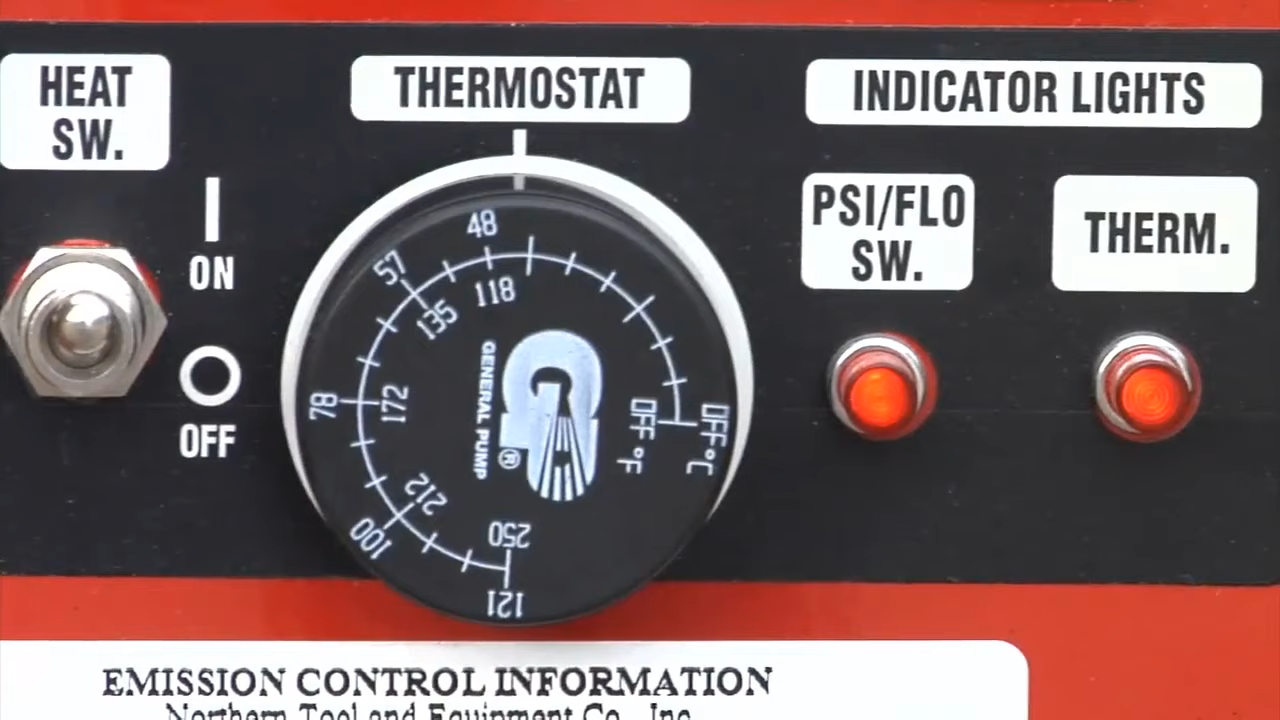 HEAT
SW.
THERMOSTAT
INDICATOR LIGHTS
PSI/FLO
SW.
THERM.
ON
OFF
48
118
57
135
78
172
100
212
121
250
OFF °F
OFF °C
GENERAL PUMP
®
EMISSION CONTROL INFORMATION
Northern Tool and Equipment Co., Inc.